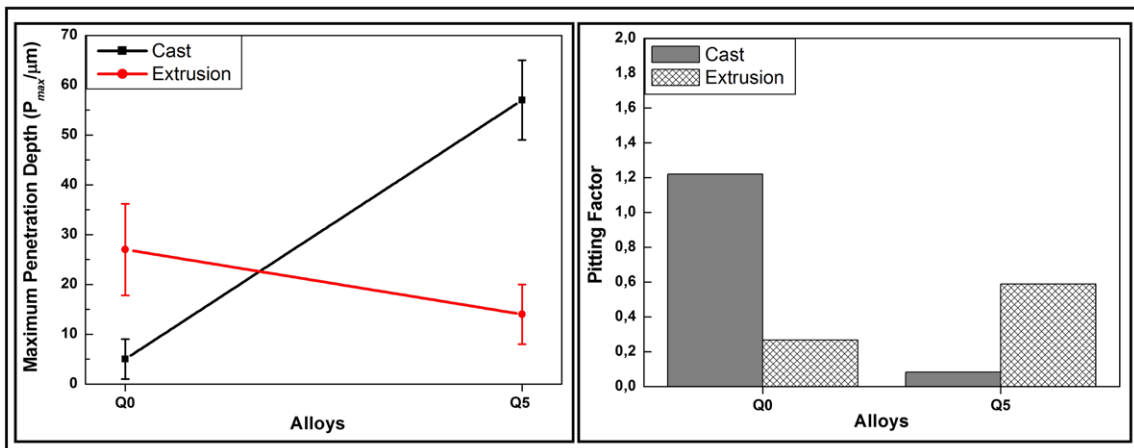 Maximum Penetration Depth (Pmax/μm)
70
60
50
40
30
20
10
0
Cast
Extrusion
Q0
Q5
Alloys
Pitting Factor
2,0
1,8
1,6
1,4
1,2
1,0
0,8
0,6
0,4
0,2
0,0
Cast
Extrusion
Q0
Q5
Alloys